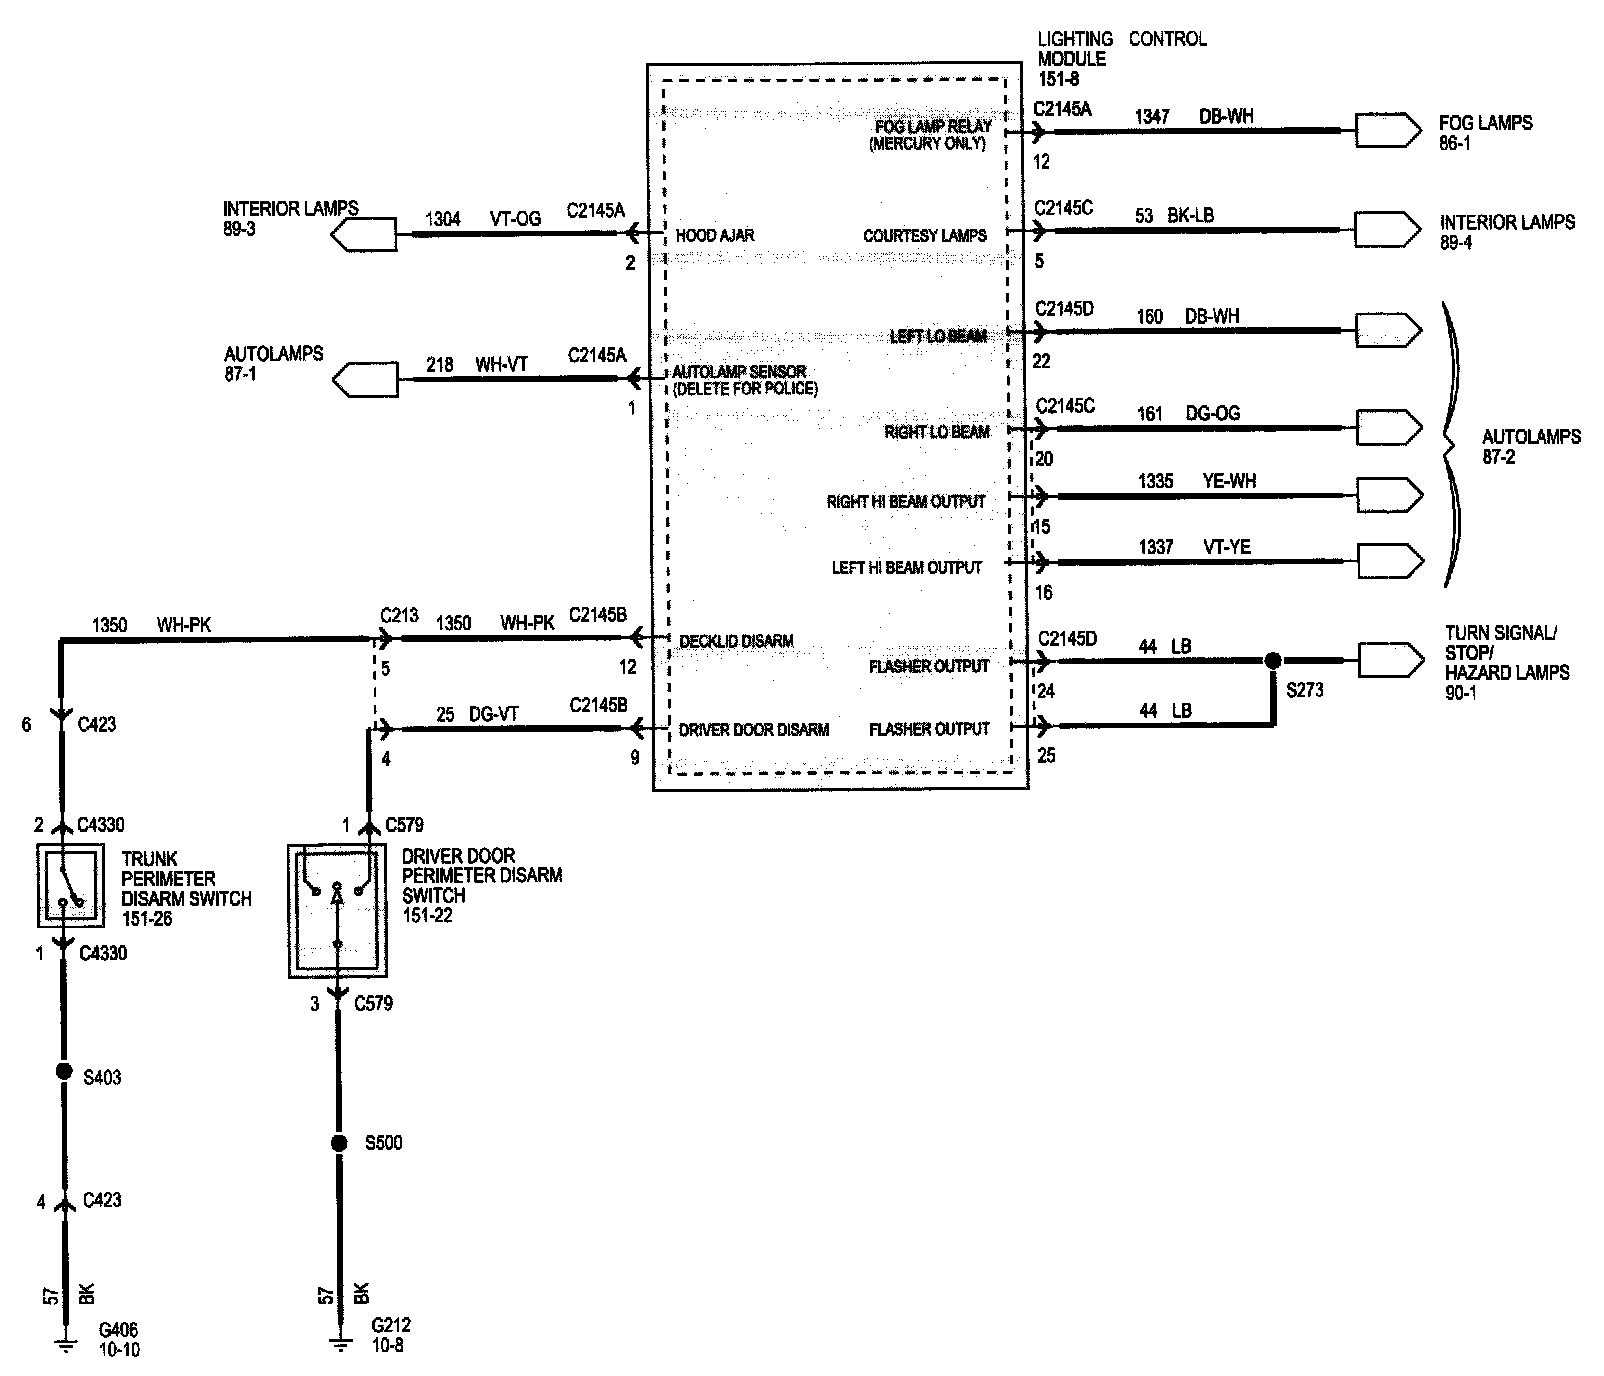 LIGHTING CONTROL
MODULE
151-8
C2145A
1347 DB-WH
FOG LAMP RELAY
(MERCURY ONLY)
12
FOG LAMPS
86-1
INTERIOR LAMPS
89-3
1304 VT-OG
C2145A
2
HOOD AJAR
COURTESY LAMPS
C2145C
53 BK-LB
5
INTERIOR LAMPS
89-4
C2145D
160 DB-WH
LEFT LO BEAM
22
AUTOLAMPS
87-1
218 WH-VT
C2145A
1
AUTOLAMP SENSOR
(DELETE FOR POLICE)
C2145C
161 DG-OG
RIGHT LO BEAM
20
AUTOLAMPS
87-2
1335 YE-WH
RIGHT HI BEAM OUTPUT
15
1337 VT-YE
LEFT HI BEAM OUTPUT
16
1350 WH-PK
C213
5
1350 WH-PK
C2145B
12
DECKLID DISARM
C2145D
44 LB
FLASHER OUTPUT
24
S273
TURN SIGNAL/
STOP/
HAZARD LAMPS
90-1
25 DG-VT
C2145B
4
9
DRIVER DOOR DISARM
FLASHER OUTPUT
44 LB
25
6 C423
2 C4330
TRUNK
PERIMETER
DISARM SWITCH
151-26
1 C4330
1 C579
DRIVER DOOR
PERIMETER DISARM
SWITCH
151-22
3 C579
S403
S500
4 C423
57 BK
G406
10-10
57 BK
G212
10-8